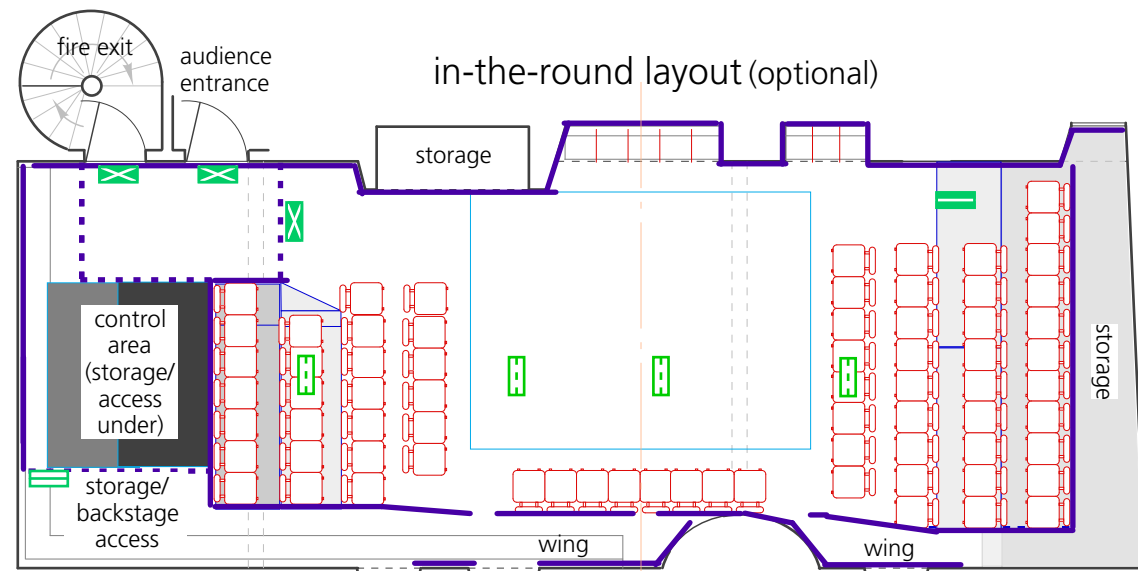 fire exit
audience
entrance
in-the-round layout (optional)
storage
control
area
(storage/
access
under)
storage
storage/
backstage
access
wing
wing